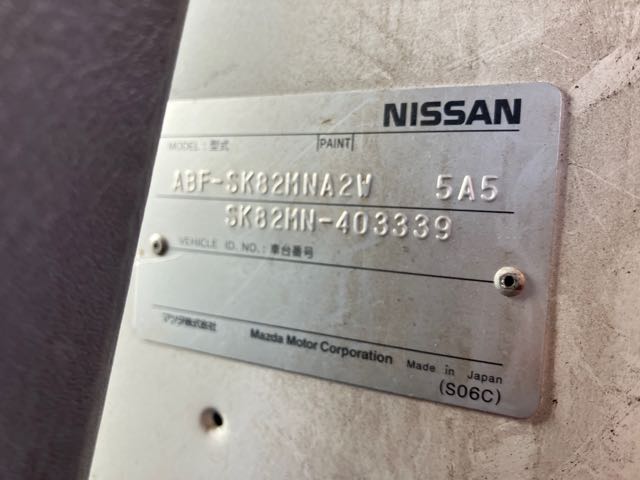 NISSAN
MODEL : 型式 PAINT
ABF-SK82MNA2W 5A5
SK82MN-403339
VEHICLE ID. NO. : 車台番号
マツダ株式会社 Mazda Motor Corporation Made in Japan
(S06C)